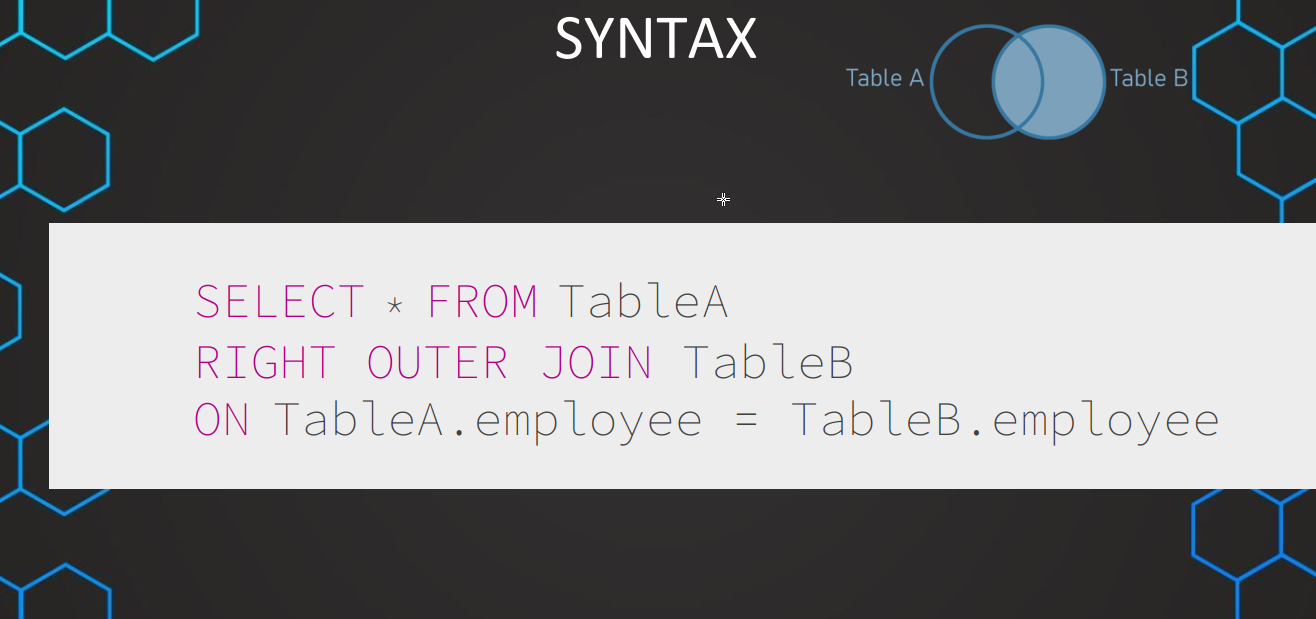 SYNTAX
Table A
Table B
SELECT * FROM TableA
RIGHT OUTER JOIN TableB
ON TableA.employee = TableB.employee